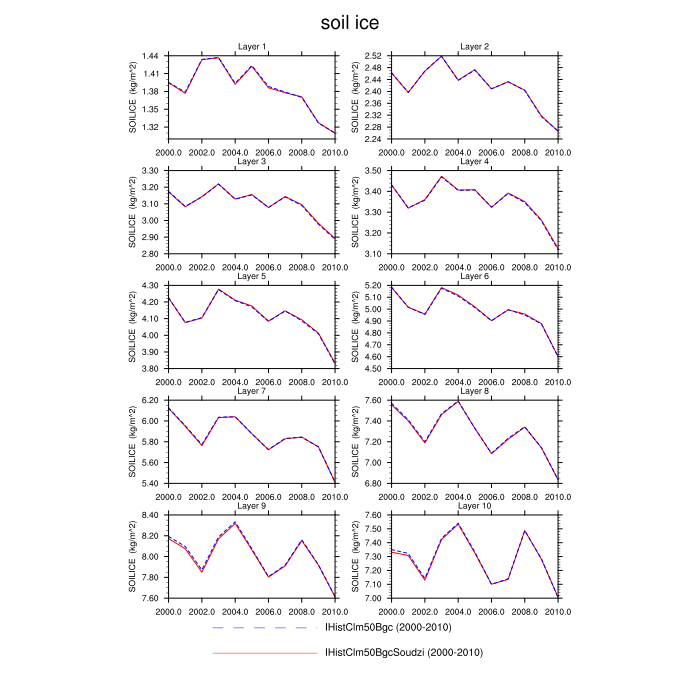 soil ice
Layer 1
SOILICE (kg/m^2)
1.44
1.41
1.38
1.35
1.32
2000.0 2002.0 2004.0 2006.0 2008.0 2010.0
Layer 2
SOILICE (kg/m^2)
2.52
2.48
2.44
2.40
2.36
2.32
2.28
2.24
2000.0 2002.0 2004.0 2006.0 2008.0 2010.0
Layer 3
SOILICE (kg/m^2)
3.30
3.20
3.10
3.00
2.90
2.80
2000.0 2002.0 2004.0 2006.0 2008.0 2010.0
Layer 4
SOILICE (kg/m^2)
3.50
3.40
3.30
3.20
3.10
2000.0 2002.0 2004.0 2006.0 2008.0 2010.0
Layer 5
SOILICE (kg/m^2)
4.30
4.20
4.10
4.00
3.90
3.80
2000.0 2002.0 2004.0 2006.0 2008.0 2010.0
Layer 6
SOILICE (kg/m^2)
5.20
5.10
5.00
4.90
4.80
4.70
4.60
4.50
2000.0 2002.0 2004.0 2006.0 2008.0 2010.0
Layer 7
SOILICE (kg/m^2)
6.20
6.00
5.80
5.60
5.40
2000.0 2002.0 2004.0 2006.0 2008.0 2010.0
Layer 8
SOILICE (kg/m^2)
7.60
7.40
7.20
7.00
6.80
2000.0 2002.0 2004.0 2006.0 2008.0 2010.0
Layer 9
SOILICE (kg/m^2)
8.40
8.20
8.00
7.80
7.60
2000.0 2002.0 2004.0 2006.0 2008.0 2010.0
Layer 10
SOILICE (kg/m^2)
7.60
7.50
7.40
7.30
7.20
7.10
7.00
2000.0 2002.0 2004.0 2006.0 2008.0 2010.0
IHistClm50Bgc (2000-2010)
IHistClm50BgcSoudzi (2000-2010)